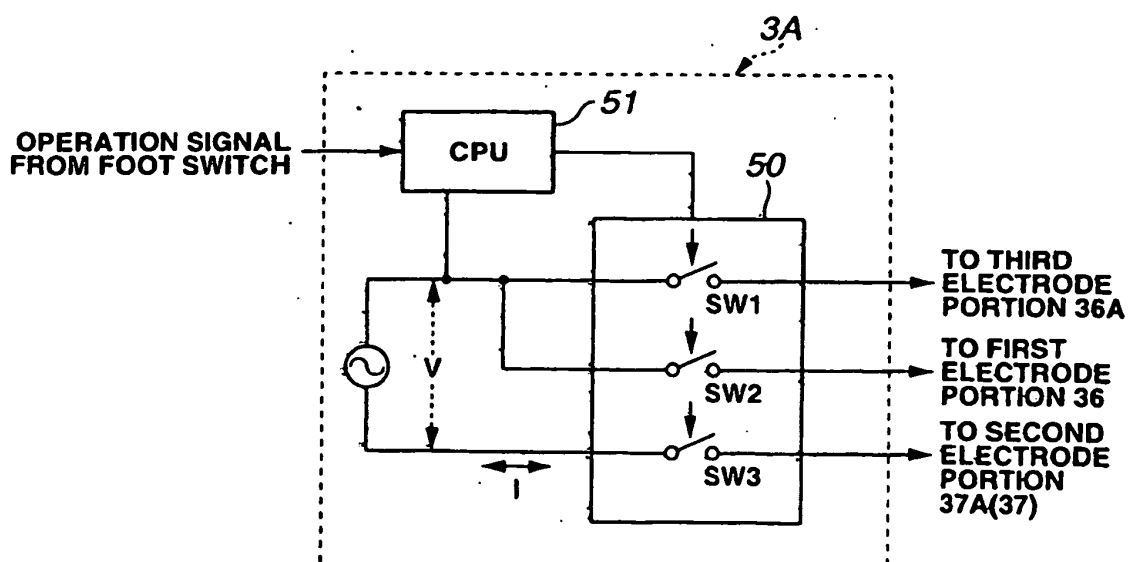 3A
51
OPERATION SIGNAL
FROM FOOT SWITCH
CPU
50
SW1
TO THIRD
ELECTRODE
PORTION 36A
V
SW2
TO FIRST
ELECTRODE
PORTION 36
I
SW3
TO SECOND
ELECTRODE
PORTION
37A(37)